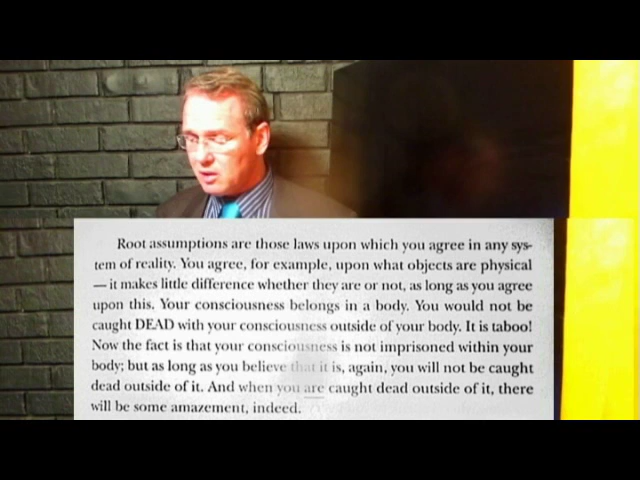 Root assumptions are those laws upon which you agree in any sys-
tem of reality. You agree, for example, upon what objects are physical
— it makes little difference whether they are or not, as long as you agree
upon this. Your consciousness belongs in a body. You would not be
caught DEAD with your consciousness outside of your body. It is taboo!
Now the fact is that your consciousness is not imprisoned within your
body; but as long as you believe that it is, again, you will not be caught
dead outside of it. And when you are caught dead outside of it, there
will be some amazement, indeed.